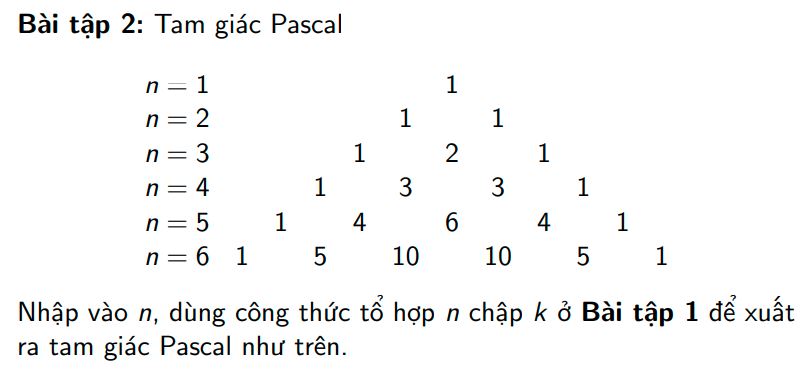 Bài tập 2: Tam giác Pascal
n = 1 1
n = 2 1 1
n = 3 1 2 1
n = 4 1 3 3 1
n = 5 1 4 6 4 1
n = 6 1 5 10 10 5 1
Nhập vào n, dùng công thức tổ hợp n chập k ở Bài tập 1 để xuất
ra tam giác Pascal như trên.